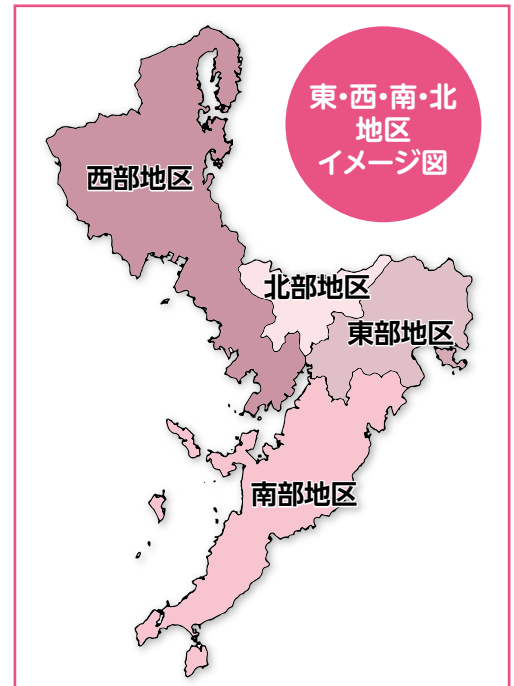 東・西・南・北
地区
イメージ図
西部地区
北部地区
東部地区
南部地区